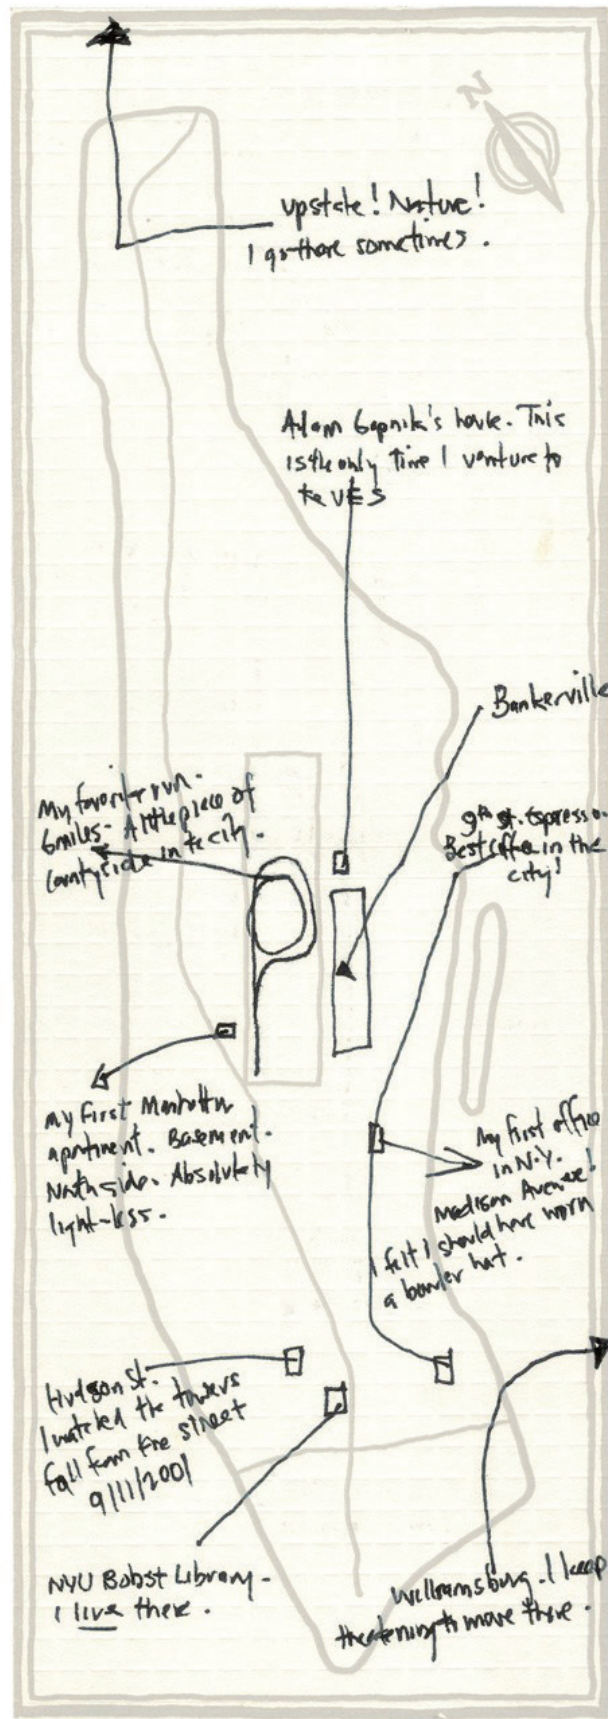 N
upstate! Nature!
I go there sometimes.
Adam Gopnik's house. This
is the only time I venture to
the UES
Bankerville
My favorite run.
6 miles. A little piece of
countryside in the city.
9th St. Espresso.
Best coffee in the
city!
my first Manhattan
apartment. Basement.
North side. Absolutely
light-less.
My first office
in N.Y.
Madison Avenue!
I felt I should have worn
a bowler hat.
Hudson St.
I watched the towers
fall from the street
9/11/2001
NYU Bobst Library-
I live there.
Williamsburg. I keep
threatening to move there.